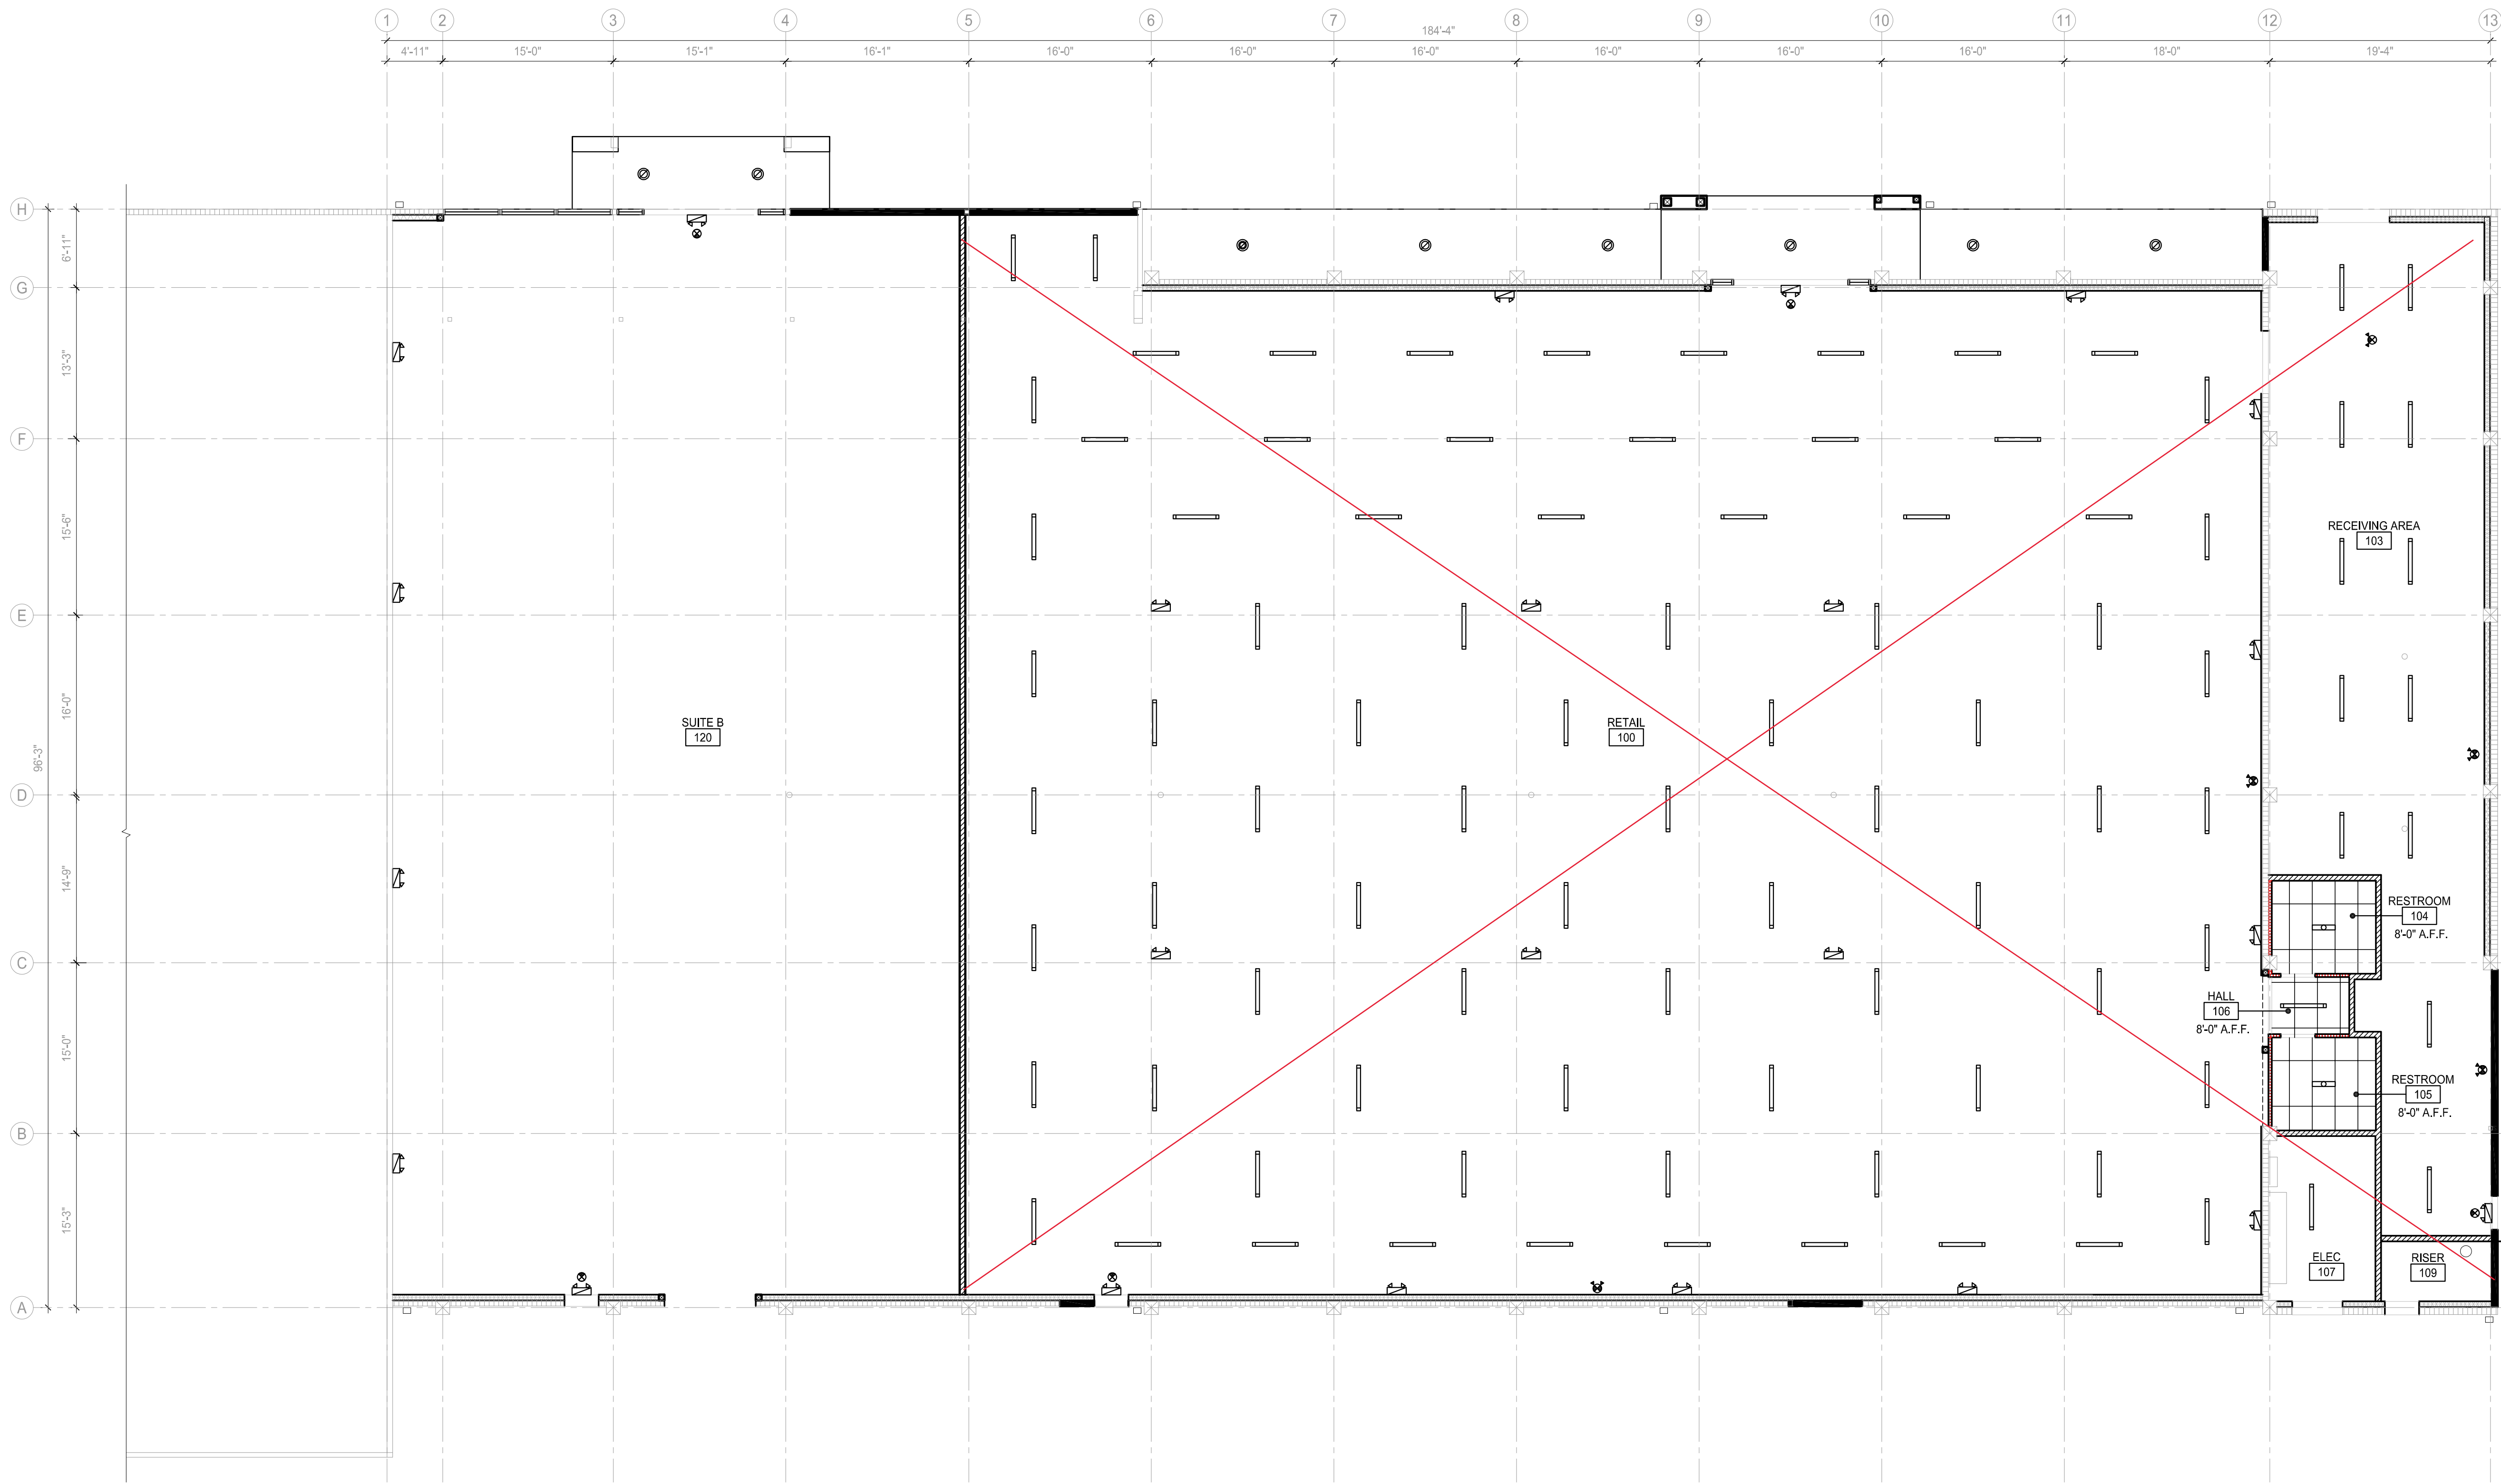 1 2 3 4 5 6 7 8 9 10 11 12 13
184'-4"
4'-11" 15'-0" 15'-1" 16'-1" 16'-0" 16'-0" 16'-0" 16'-0" 16'-0" 16'-0" 18'-0" 19'-4"
H
6'-11"
G
13'-3"
F
15'-6"
RECEIVING AREA
103
E
16'-0"
SUITE B
120
RETAIL
100
96'-3"
D
14'-9"
RESTROOM
104
8'-0" A.F.F.
C
HALL
106
8'-0" A.F.F.
15'-0"
RESTROOM
105
8'-0" A.F.F.
B
15'-3"
ELEC
107
RISER
109
A